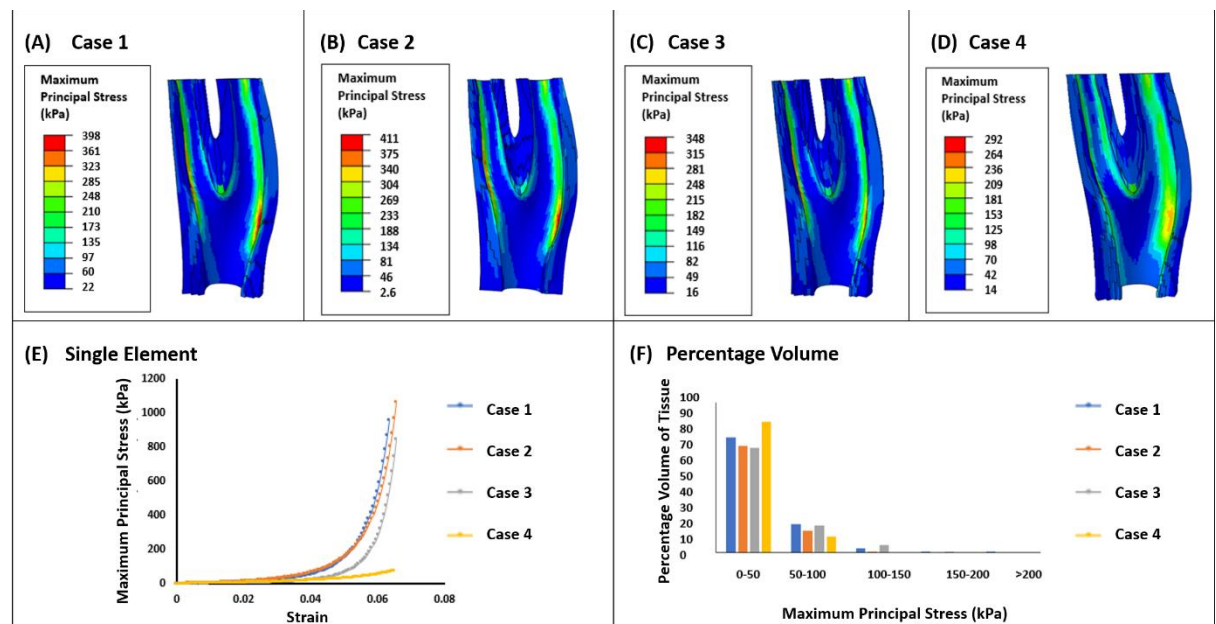 (A) Case 1
Maximum
Principal Stress
(kPa)
398
361
323
285
248
210
173
135
97
60
22
(B) Case 2
Maximum
Principal Stress
(kPa)
411
375
340
304
269
233
188
134
81
46
2.6
(C) Case 3
Maximum
Principal Stress
(kPa)
348
315
281
248
215
182
149
116
82
49
16
(D) Case 4
Maximum
Principal Stress
(kPa)
292
264
236
209
181
153
125
98
70
42
14
(E) Single Element
Maximum Principal Stress (kPa)
1200
1000
800
600
400
200
0
0 0.02 0.04 0.06 0.08
Strain
Case 1
Case 2
Case 3
Case 4
(F) Percentage Volume
Percentage Volume of Tissue
100
90
80
70
60
50
40
30
20
10
0
0-50 50-100 100-150 150-200 >200
Maximum Principal Stress (kPa)
Case 1
Case 2
Case 3
Case 4